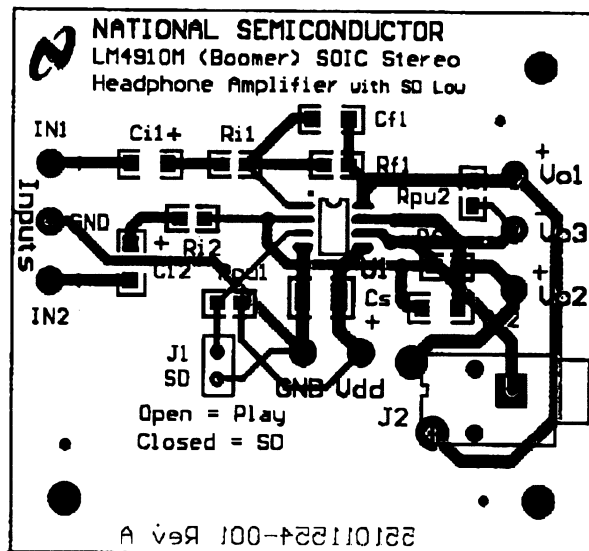 NATIONAL SEMICONDUCTOR
LM4910M (Boomer) SOIC Stereo
Headphone Amplifier with SD Low
Cf1
IN1
Ci1+
Ri1
Rf1
+
Vo1
Rpu2
Inputs
GND
+
Ri2
-
Vo3
Ci2
Rpu1
U1
+
Vo2
IN2
Cs
+
J1
SD
GND Vdd
J2
Open = Play
Closed = SD
551011554-001 Rev A